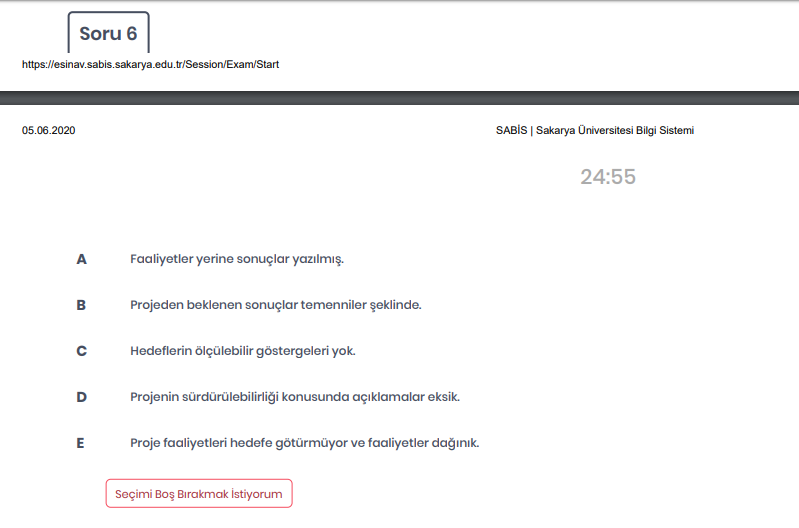 Soru 6
https://esinav.sabis.sakarya.edu.tr/Session/Exam/Start
05.06.2020 SABİS | Sakarya Üniversitesi Bilgi Sistemi
24:55
A Faaliyetler yerine sonuçlar yazılmış.
B Projeden beklenen sonuçlar temenniler şeklinde.
C Hedeflerin ölçülebilir göstergeleri yok.
D Projenin sürdürülebilirliği konusunda açıklamalar eksik.
E Proje faaliyetleri hedefe götürmüyor ve faaliyetler dağınık.
Seçimi Boş Bırakmak İstiyorum